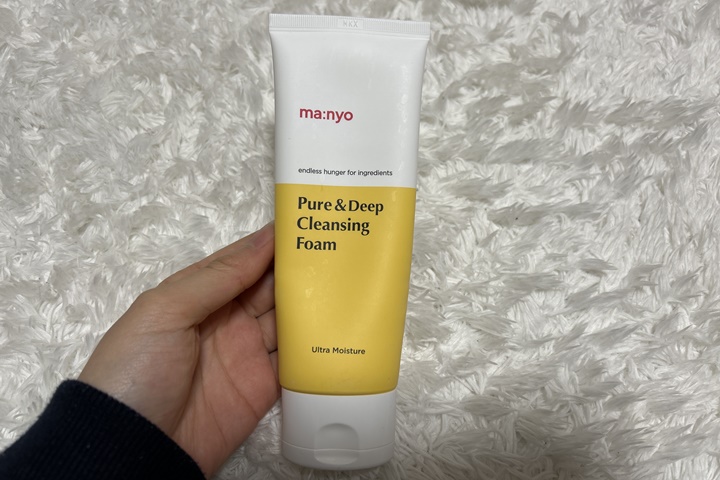 ma:nyo
endless hunger for ingredients
Pure & Deep
Cleansing
Foam
Ultra Moisture